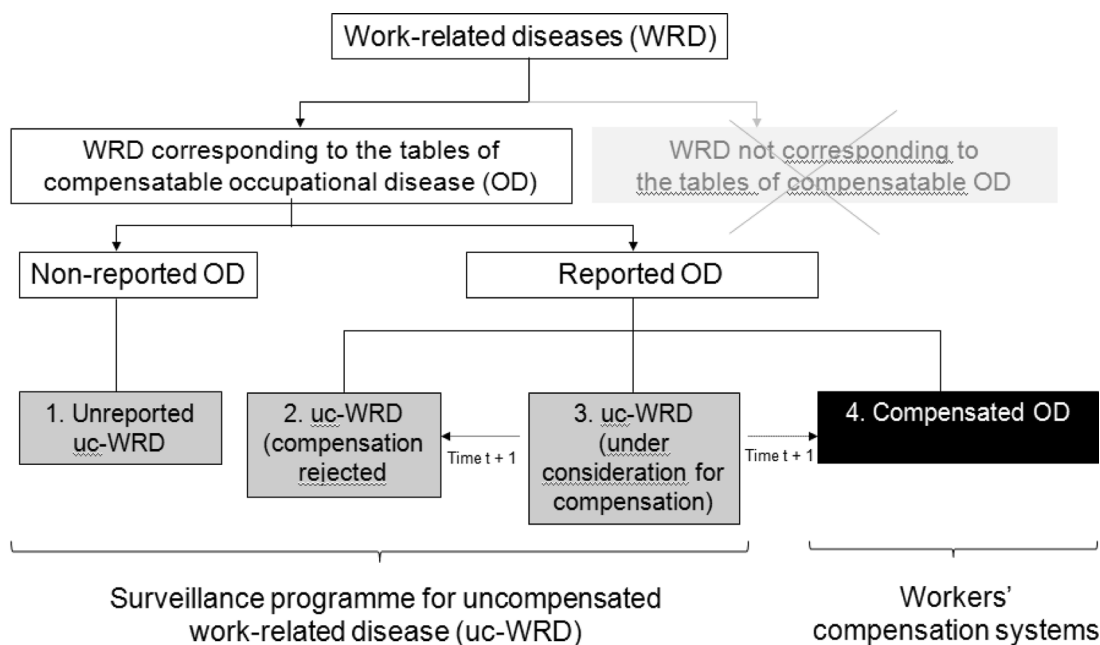 Work-related diseases (WRD)
WRD corresponding to the tables of
compensatable occupational disease (OD)
WRD not corresponding to
the tables of compensatable OD
Non-reported OD
Reported OD
1. Unreported
uc-WRD
2. uc-WRD
(compensation
rejected
Time t + 1
3. uc-WRD
(under
consideration for
compensation)
Time t + 1
4. Compensated OD
Surveillance programme for uncompensated
work-related disease (uc-WRD)
Workers’
compensation systems